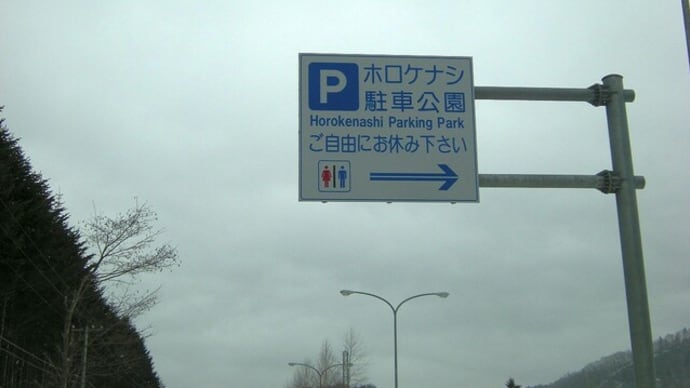 P
ホロケナシ
駐車公園
Horokenashi Parking Park
ご自由にお休み下さい